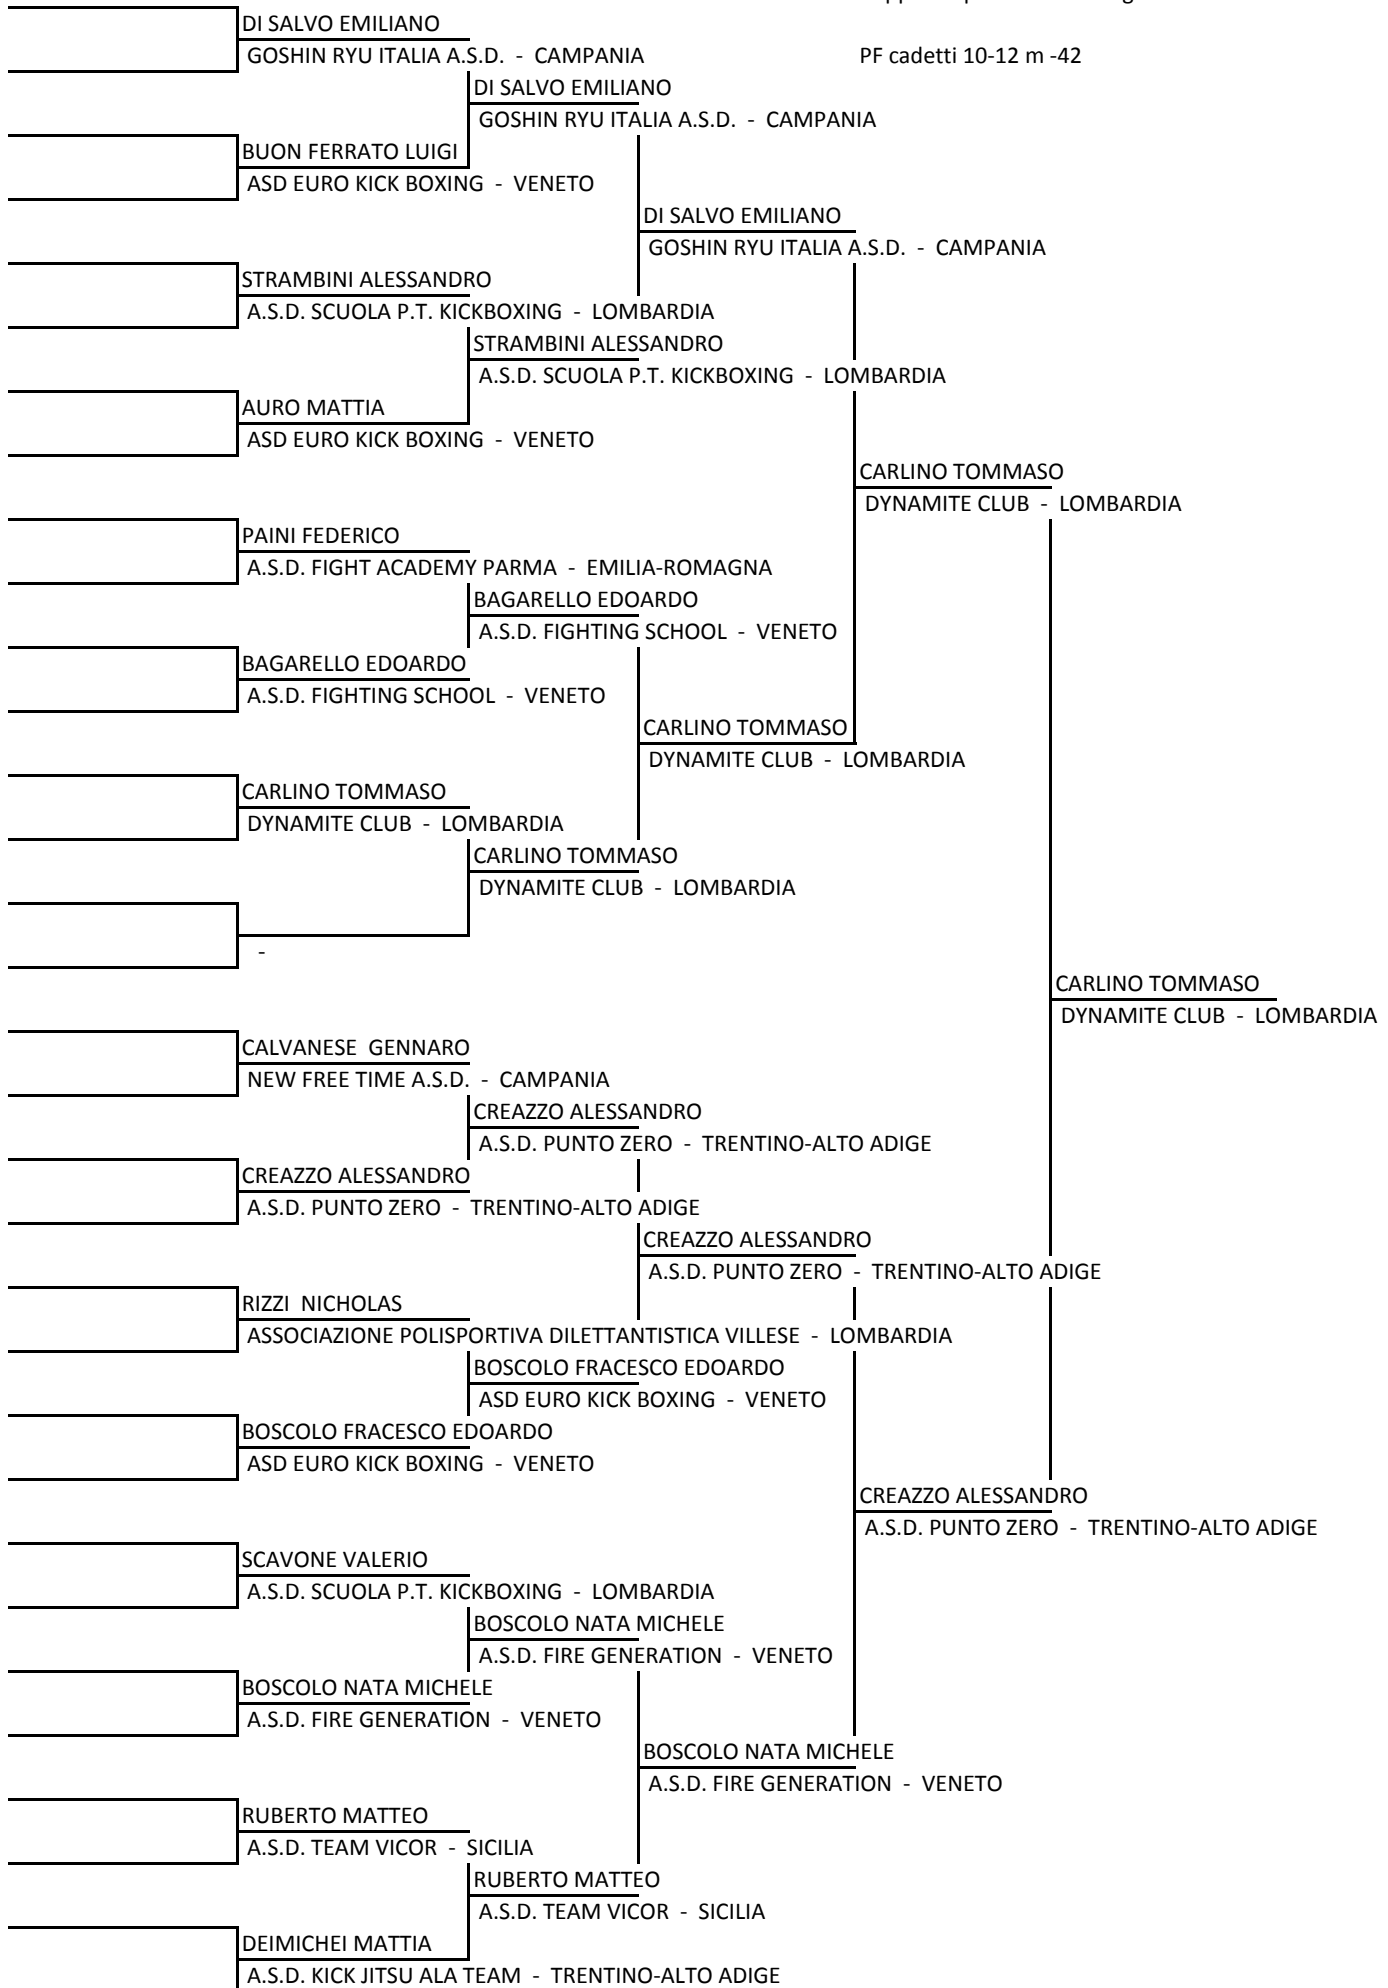 DI SALVO EMILIANO
GOSHIN RYU ITALIA A.S.D. - CAMPANIA
PF cadetti 10-12 m -42
DI SALVO EMILIANO
GOSHIN RYU ITALIA A.S.D. - CAMPANIA
BUON FERRATO LUIGI
ASD EURO KICK BOXING - VENETO
DI SALVO EMILIANO
GOSHIN RYU ITALIA A.S.D. - CAMPANIA
STRAMBINI ALESSANDRO
A.S.D. SCUOLA P.T. KICKBOXING - LOMBARDIA
STRAMBINI ALESSANDRO
A.S.D. SCUOLA P.T. KICKBOXING - LOMBARDIA
AURO MATTIA
ASD EURO KICK BOXING - VENETO
CARLINO TOMMASO
DYNAMITE CLUB - LOMBARDIA
PAINI FEDERICO
A.S.D. FIGHT ACADEMY PARMA - EMILIA-ROMAGNA
BAGARELLO EDOARDO
A.S.D. FIGHTING SCHOOL - VENETO
BAGARELLO EDOARDO
A.S.D. FIGHTING SCHOOL - VENETO
CARLINO TOMMASO
DYNAMITE CLUB - LOMBARDIA
CARLINO TOMMASO
DYNAMITE CLUB - LOMBARDIA
CARLINO TOMMASO
DYNAMITE CLUB - LOMBARDIA
-
CARLINO TOMMASO
DYNAMITE CLUB - LOMBARDIA
CALVANESE GENNARO
NEW FREE TIME A.S.D. - CAMPANIA
CREAZZO ALESSANDRO
A.S.D. PUNTO ZERO - TRENTINO-ALTO ADIGE
CREAZZO ALESSANDRO
A.S.D. PUNTO ZERO - TRENTINO-ALTO ADIGE
CREAZZO ALESSANDRO
A.S.D. PUNTO ZERO - TRENTINO-ALTO ADIGE
RIZZI NICHOLAS
ASSOCIAZIONE POLISPORTIVA DILETTANTISTICA VILLESE - LOMBARDIA
BOSCOLO FRACESCO EDOARDO
ASD EURO KICK BOXING - VENETO
BOSCOLO FRACESCO EDOARDO
ASD EURO KICK BOXING - VENETO
CREAZZO ALESSANDRO
A.S.D. PUNTO ZERO - TRENTINO-ALTO ADIGE
SCAVONE VALERIO
A.S.D. SCUOLA P.T. KICKBOXING - LOMBARDIA
BOSCOLO NATA MICHELE
A.S.D. FIRE GENERATION - VENETO
BOSCOLO NATA MICHELE
A.S.D. FIRE GENERATION - VENETO
BOSCOLO NATA MICHELE
A.S.D. FIRE GENERATION - VENETO
RUBERTO MATTEO
A.S.D. TEAM VICOR - SICILIA
RUBERTO MATTEO
A.S.D. TEAM VICOR - SICILIA
DEIMICHEI MATTIA
A.S.D. KICK JITSU ALA TEAM - TRENTINO-ALTO ADIGE